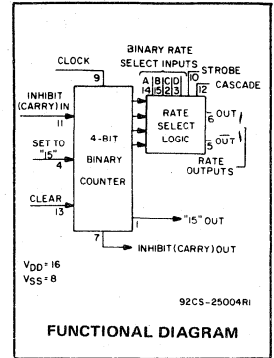 BINARY RATE
SELECT INPUTS
CLOCK
9
A B C D
14 15 2 3
10 STROBE
12 CASCADE
INHIBIT
(CARRY) IN
11
SET TO
"15"
4
CLEAR
13
4-BIT
BINARY
COUNTER
RATE
SELECT
LOGIC
6 OUT
5 OUT
RATE
OUTPUTS
1
"15" OUT
7
INHIBIT (CARRY) OUT
VDD = 16
VSS = 8
92CS-25004R1
FUNCTIONAL DIAGRAM